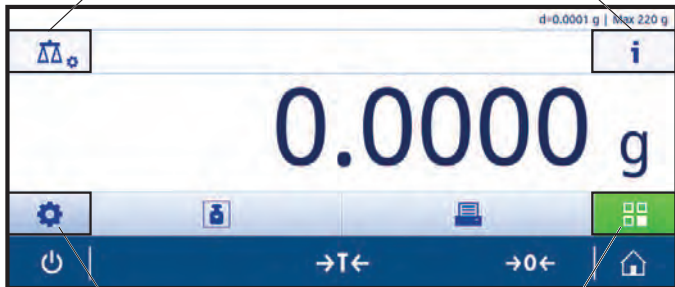 d=0.0001 g | Max 220 g
i
0.0000 g
→T← →0←